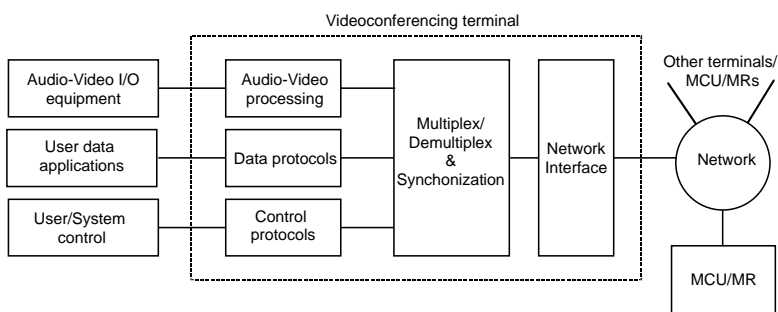 Videoconferencing terminal
Audio-Video I/O
equipment
Audio-Video
processing
User data
applications
Data protocols
User/System
control
Control
protocols
Multiplex/
Demultiplex
&
Synchonization
Network
Interface
Other terminals/
MCU/MRs
Network
MCU/MR